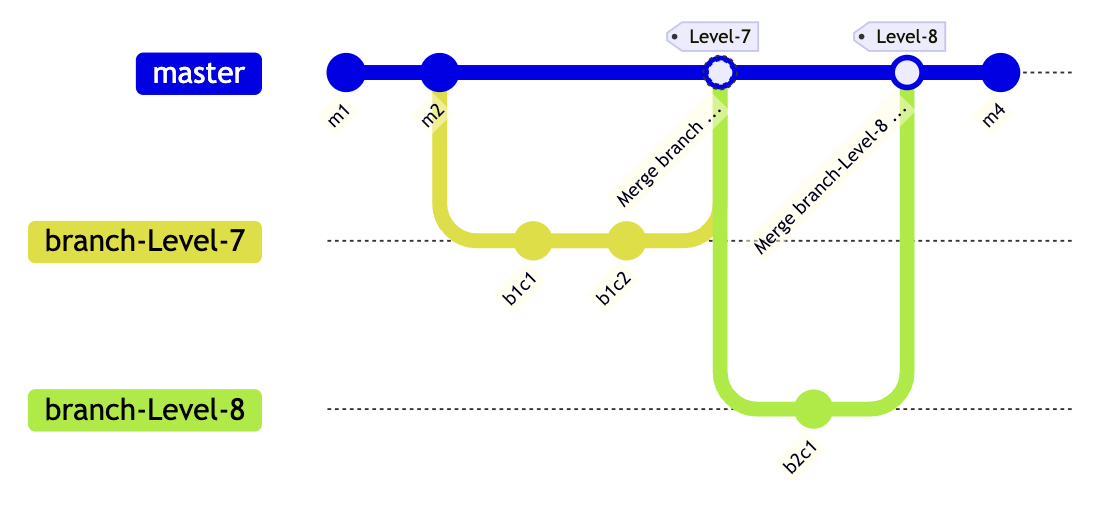 Level-7
Level-8
master
m1
m2
Merge branch ...
Merge branch-Level-8 ...
m4
branch-Level-7
b1c1
b1c2
branch-Level-8
b2c1